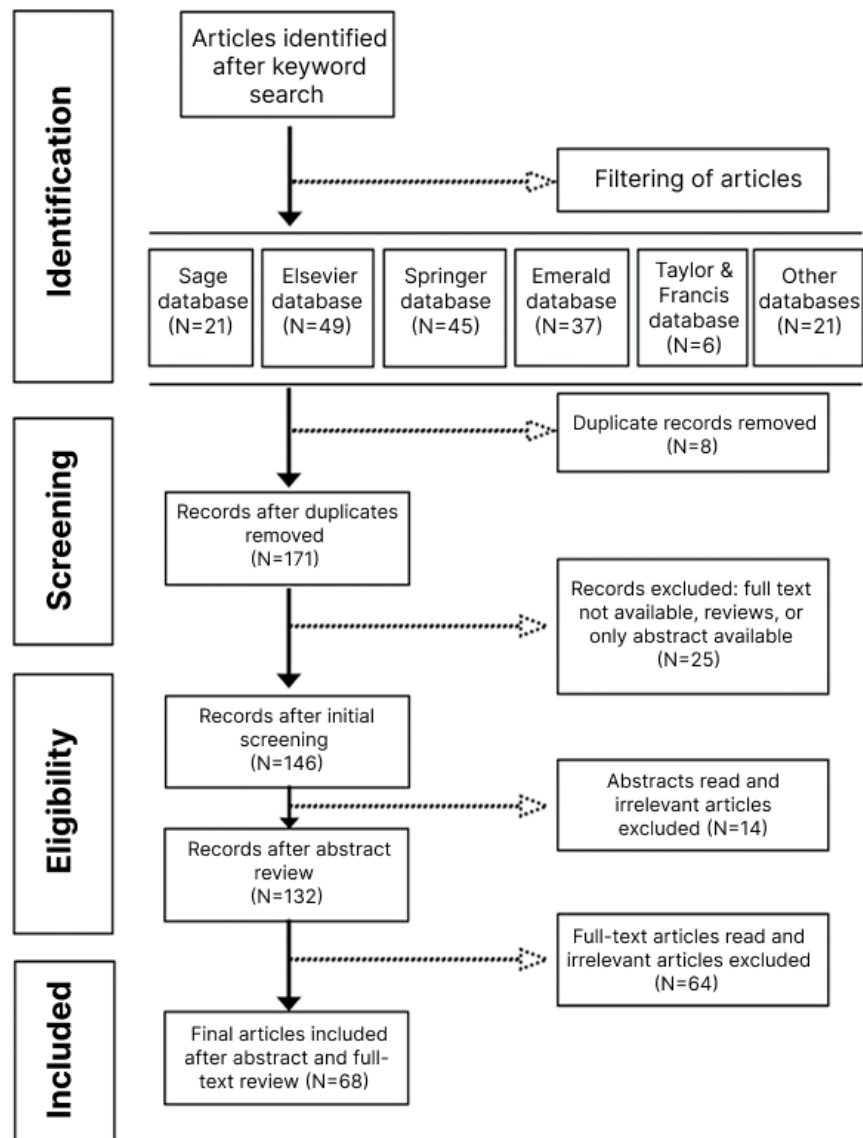 Identification
Articles identified
after keyword
search
Filtering of articles
Sage
database
(N=21)
Elsevier
database
(N=49)
Springer
database
(N=45)
Emerald
database
(N=37)
Taylor &
Francis
database
(N=6)
Other
databases
(N=21)
Screening
Duplicate records removed
(N=8)
Records after duplicates
removed
(N=171)
Records excluded: full text
not available, reviews, or
only abstract available
(N=25)
Eligibility
Records after initial
screening
(N=146)
Abstracts read and
irrelevant articles
excluded (N=14)
Records after abstract
review
(N=132)
Full-text articles read and
irrelevant articles excluded
(N=64)
Included
Final articles included
after abstract and full-
text review (N=68)